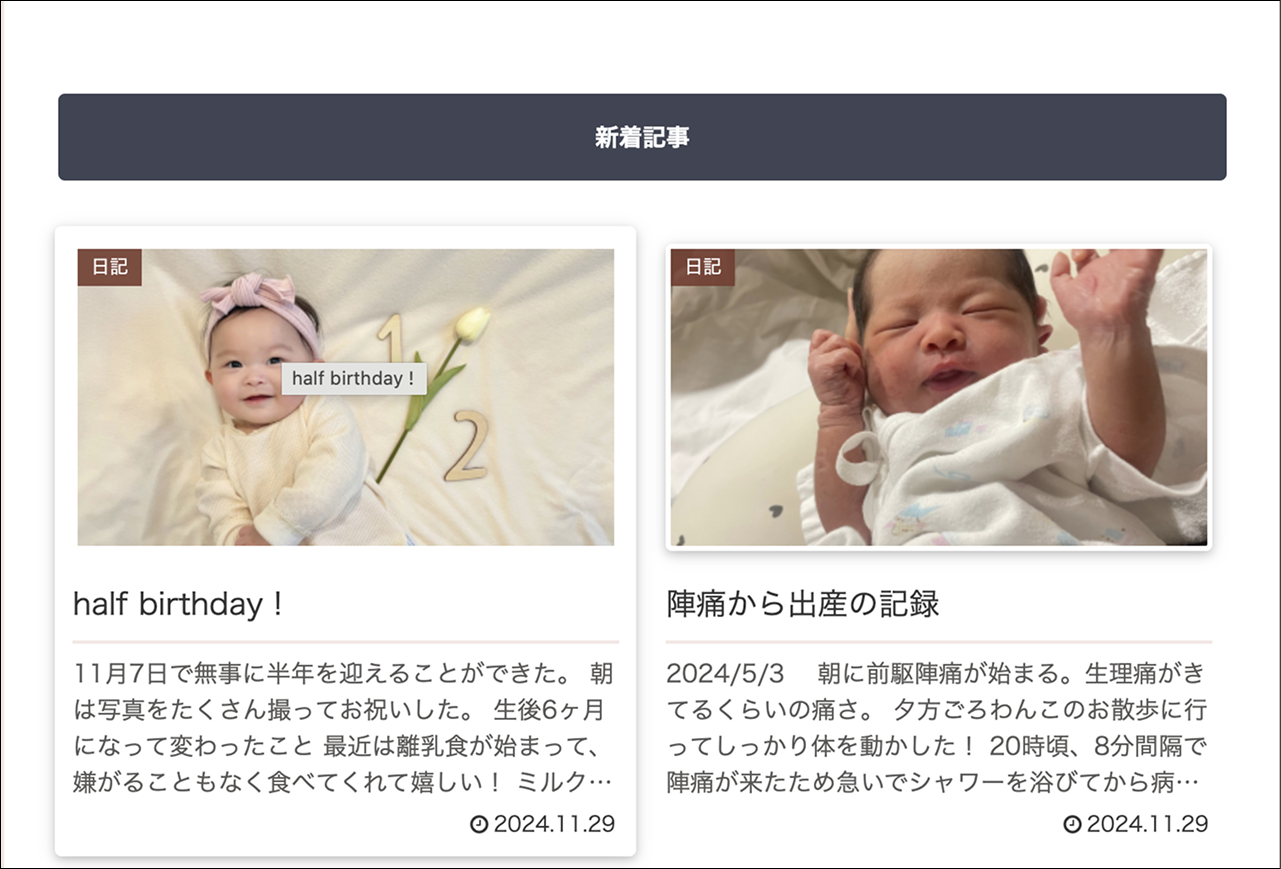 新着記事
日記
1
half birthday !
2
half birthday !
11月7日で無事に半年を迎えることができた。 朝
は写真をたくさん撮ってお祝いした。 生後6ヶ月
になって変わったこと 最近は離乳食が始まって、
嫌がることもなく食べてくれて嬉しい！ ミルク…
2024.11.29
日記
陣痛から出産の記録
2024/5/3　朝に前駆陣痛が始まる。生理痛がき
てるくらいの痛さ。 夕方ごろわんこのお散歩に行
ってしっかり体を動かした！ 20時頃、8分間隔で
陣痛が来たため急いでシャワーを浴びてから病…
2024.11.29